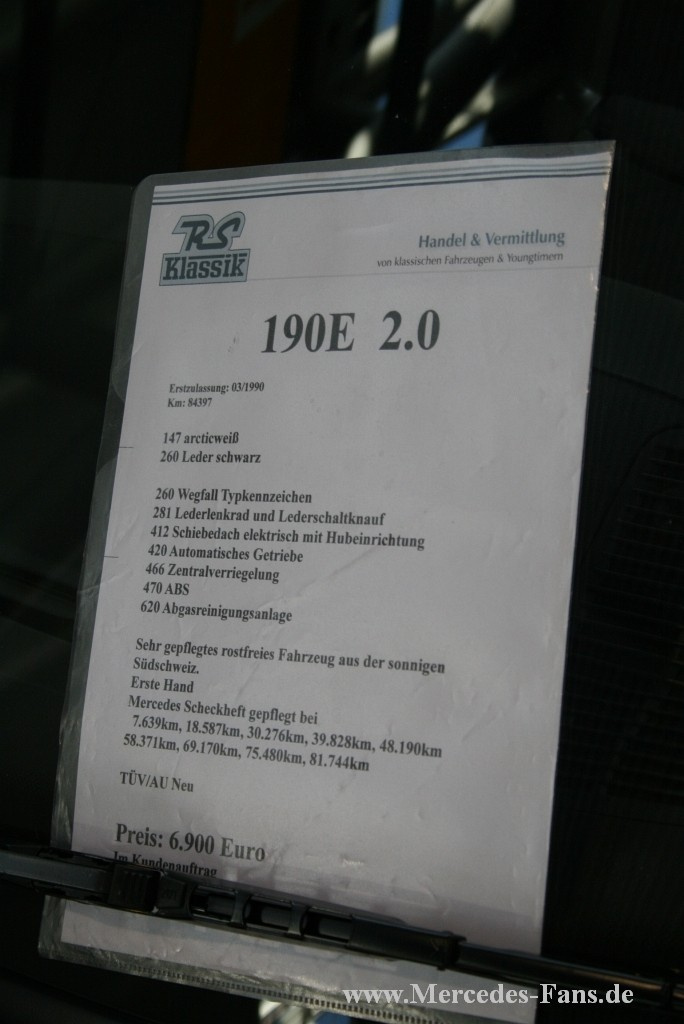 RS
Klassik
Handel & Vermittlung
von klassischen Fahrzeugen & Youngtimern
190E 2.0
Erstzulassung: 03/1990
Km: 84397
147 arcticweiß
260 Leder schwarz
260 Wegfall Typkennzeichen
281 Lederlenkrad und Lederschaltknauf
412 Schiebedach elektrisch mit Hubeinrichtung
420 Automatisches Getriebe
466 Zentralverriegelung
470 ABS
620 Abgasreinigungsanlage
Sehr gepflegtes rostfreies Fahrzeug aus der sonnigen
Südschweiz.
Erste Hand
Mercedes Scheckheft gepflegt bei
7.639km, 18.587km, 30.276km, 39.828km, 48.190km
58.371km, 69.170km, 75.480km, 81.744km
TÜV/AU Neu
Preis: 6.900 Euro
Im Kundenauftrag
www.Mercedes-Fans.de